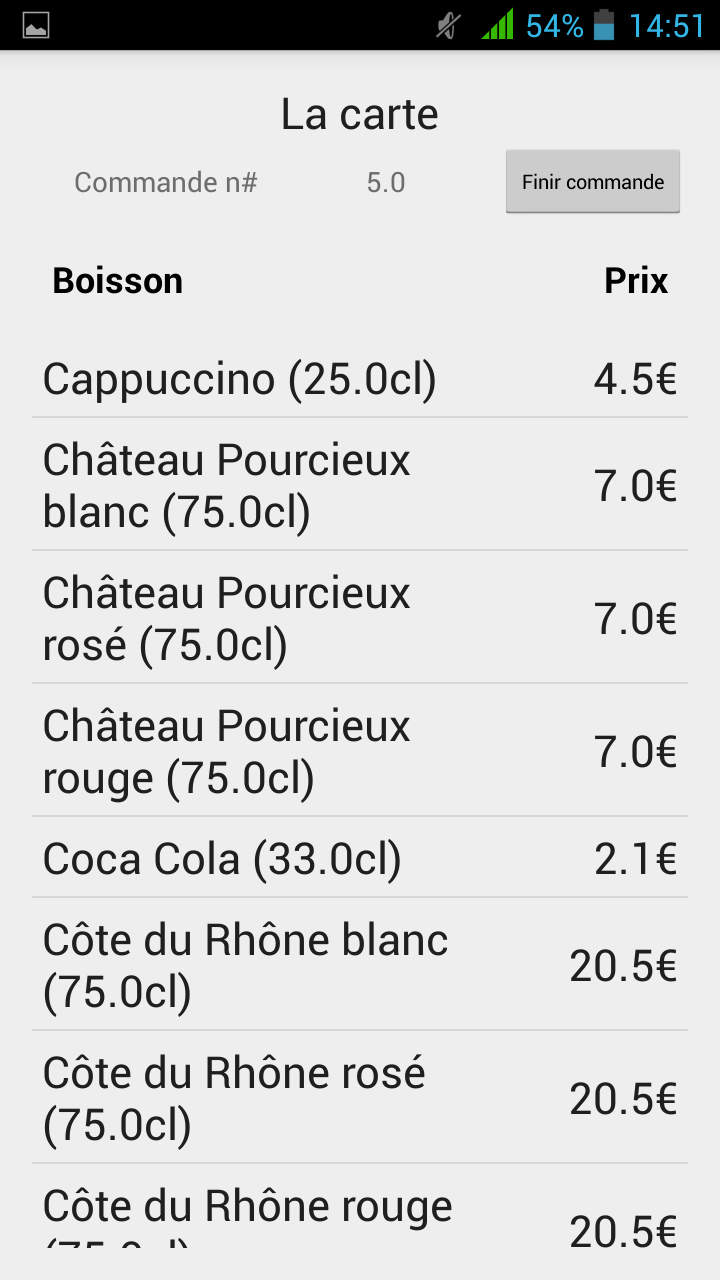 54% 14:51
La carte
Commande n# 5.0 Finir commande
Boisson Prix
Cappuccino (25.0cl) 4.5€
Château Pourcieux
blanc (75.0cl) 7.0€
Château Pourcieux
rosé (75.0cl) 7.0€
Château Pourcieux
rouge (75.0cl) 7.0€
Coca Cola (33.0cl) 2.1€
Côte du Rhône blanc
(75.0cl) 20.5€
Côte du Rhône rosé
(75.0cl) 20.5€
Côte du Rhône rouge
20.5€